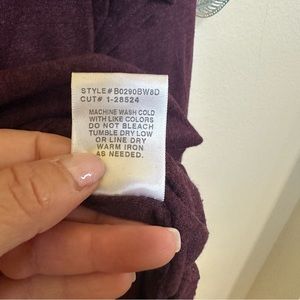 STYLE# B0290BW8D
CUT# 1-28524
MACHINE WASH COLD
WITH LIKE COLORS
DO NOT BLEACH
TUMBLE DRY LOW
OR LINE DRY
WARM IRON
AS NEEDED.